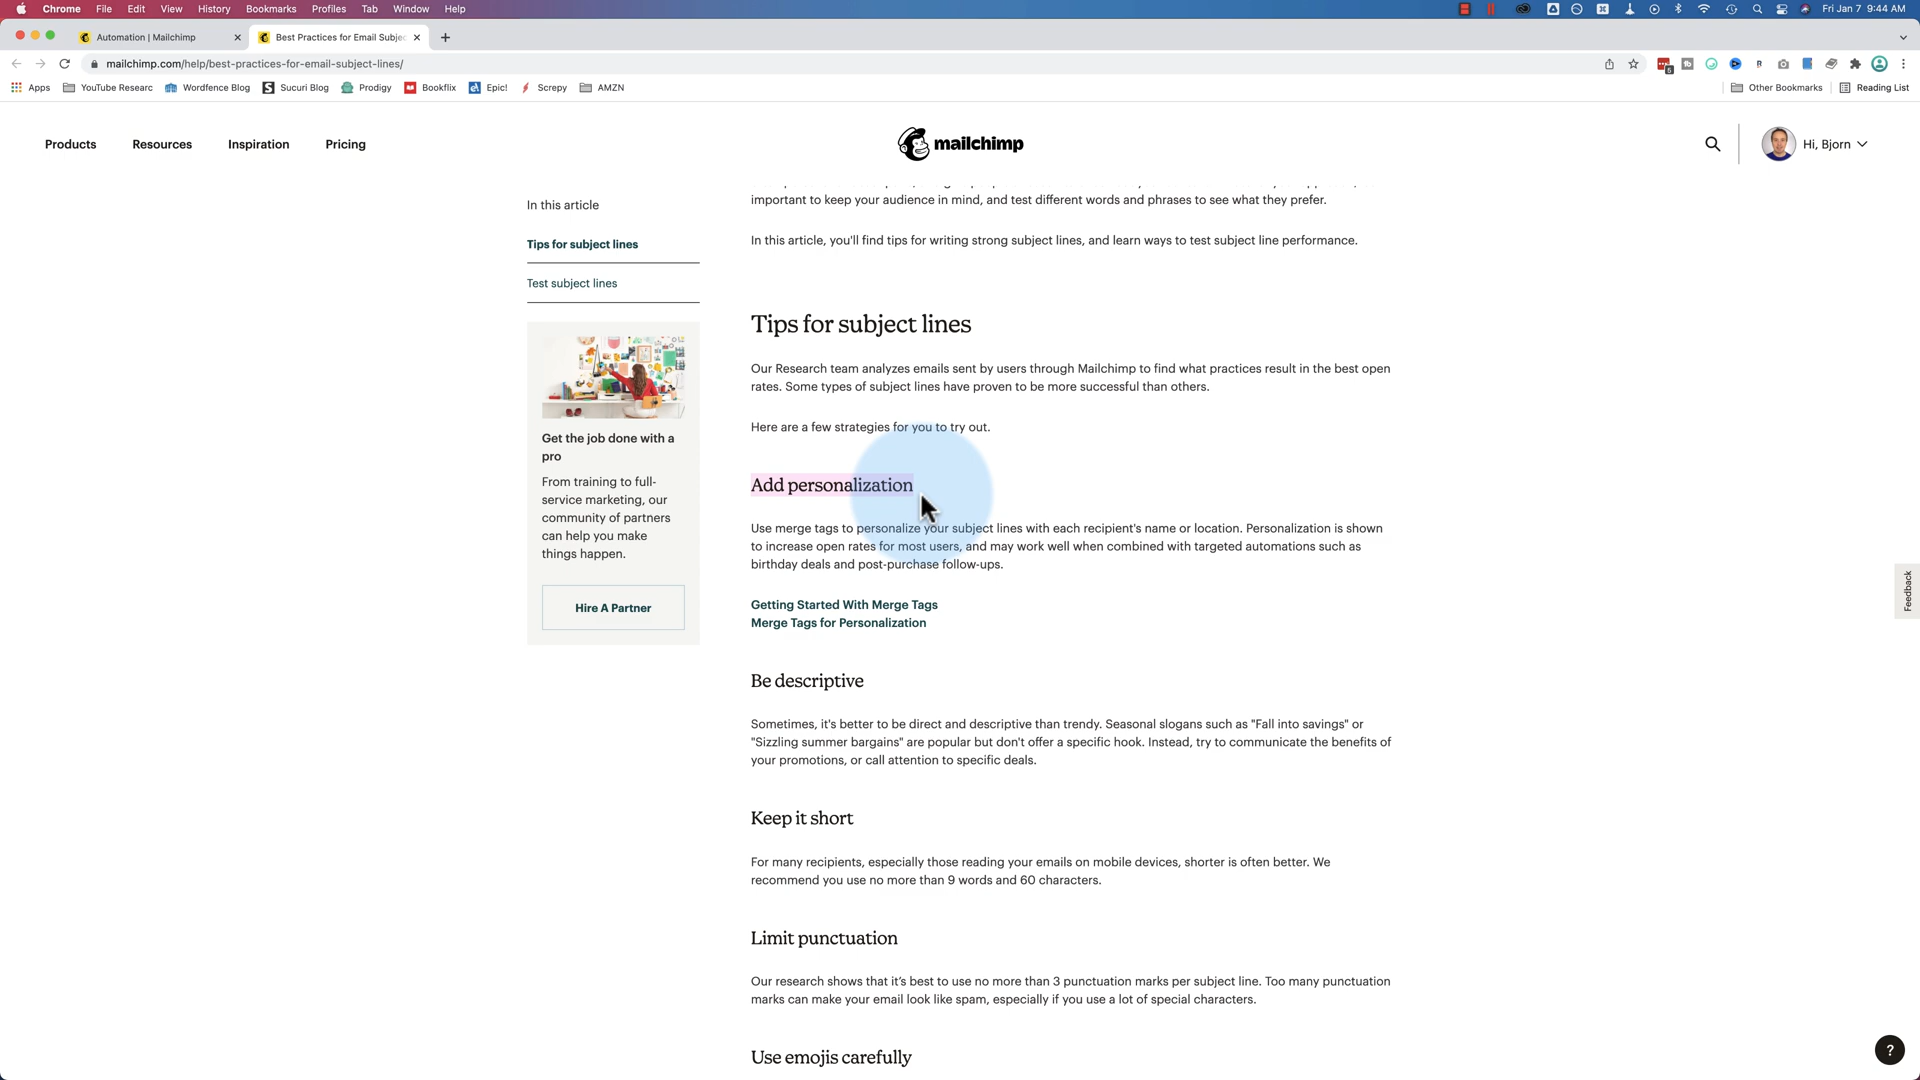 Chrome File Edit View History Bookmarks Profiles Tab Window Help
Fri Jan 7 9:44 AM
Automation | Mailchimp
Best Practices for Email Subjec
mailchimp.com/help/best-practices-for-email-subject-lines/
Apps YouTube Researc Wordfence Blog Sucuri Blog Prodigy Bookflix Epic! Screpy AMZN Other Bookmarks Reading List
Products Resources Inspiration Pricing
mailchimp
Hi, Bjorn
In this article
Tips for subject lines
Test subject lines
Get the job done with a
pro
From training to full-
service marketing, our
community of partners
can help you make
things happen.
Hire A Partner
important to keep your audience in mind, and test different words and phrases to see what they prefer.
In this article, you'll find tips for writing strong subject lines, and learn ways to test subject line performance.
Tips for subject lines
Our Research team analyzes emails sent by users through Mailchimp to find what practices result in the best open
rates. Some types of subject lines have proven to be more successful than others.
Here are a few strategies for you to try out.
Add personalization
Use merge tags to personalize your subject lines with each recipient's name or location. Personalization is shown
to increase open rates for most users, and may work well when combined with targeted automations such as
birthday deals and post-purchase follow-ups.
Getting Started With Merge Tags
Merge Tags for Personalization
Be descriptive
Sometimes, it's better to be direct and descriptive than trendy. Seasonal slogans such as "Fall into savings" or
"Sizzling summer bargains" are popular but don't offer a specific hook. Instead, try to communicate the benefits of
your promotions, or call attention to specific deals.
Keep it short
For many recipients, especially those reading your emails on mobile devices, shorter is often better. We
recommend you use no more than 9 words and 60 characters.
Limit punctuation
Our research shows that it’s best to use no more than 3 punctuation marks per subject line. Too many punctuation
marks can make your email look like spam, especially if you use a lot of special characters.
Use emojis carefully
Feedback
?